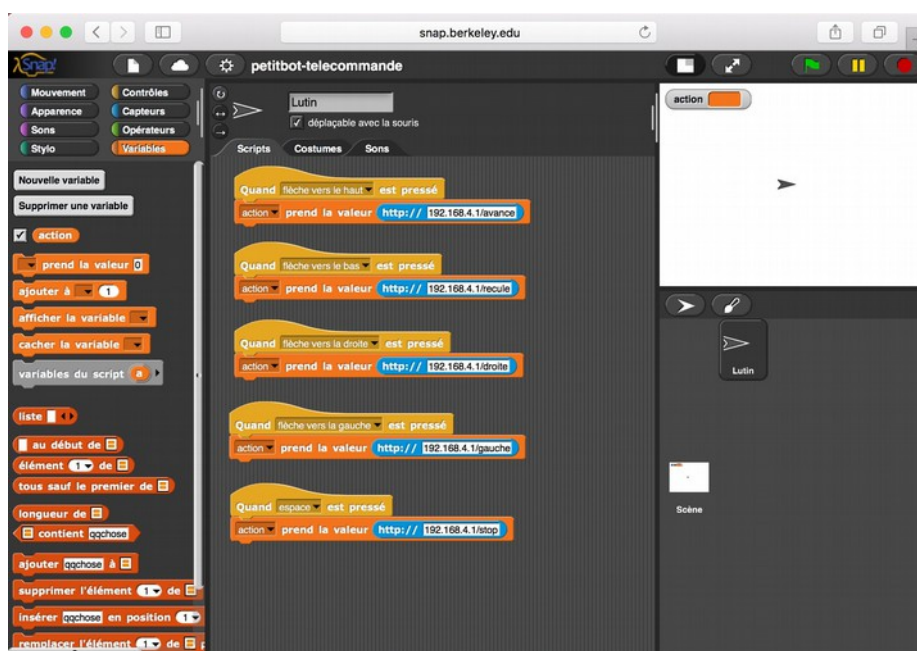 snap.berkeley.edu
Snap!
petitbot-telecommande
Mouvement
Contrôles
Apparence
Capteurs
Sons
Opérateurs
Stylo
Variables
Nouvelle variable
Supprimer une variable
action
prend la valeur 0
ajouter à 1
afficher la variable
cacher la variable
variables du script a
liste
au début de
élément 1 de
tous sauf le premier de
longueur de
contient qqchose
ajouter qqchose à
supprimer l'élément 1 de
insérer qqchose en position 1
remplacer l'élément 1 de
Lutin
déplaçable avec la souris
Scripts Costumes Sons
Quand flèche vers le haut est pressé
action prend la valeur http:// 192.168.4.1/avance
Quand flèche vers le bas est pressé
action prend la valeur http:// 192.168.4.1/recule
Quand flèche vers la droite est pressé
action prend la valeur http:// 192.168.4.1/droite
Quand flèche vers la gauche est pressé
action prend la valeur http:// 192.168.4.1/gauche
Quand espace est pressé
action prend la valeur http:// 192.168.4.1/stop
action
Lutin
Scène